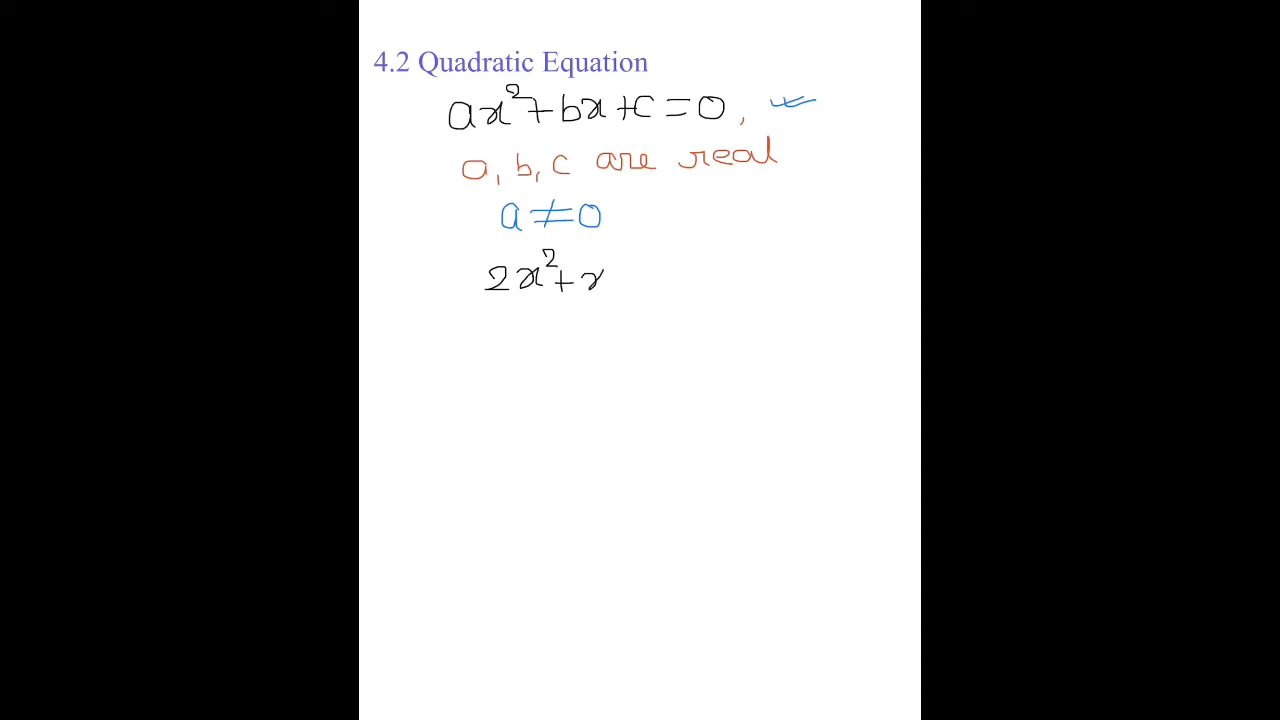 4.2 Quadratic Equation
ax²+bx+c=0,
a, b, c are real
a≠0
2x²+x